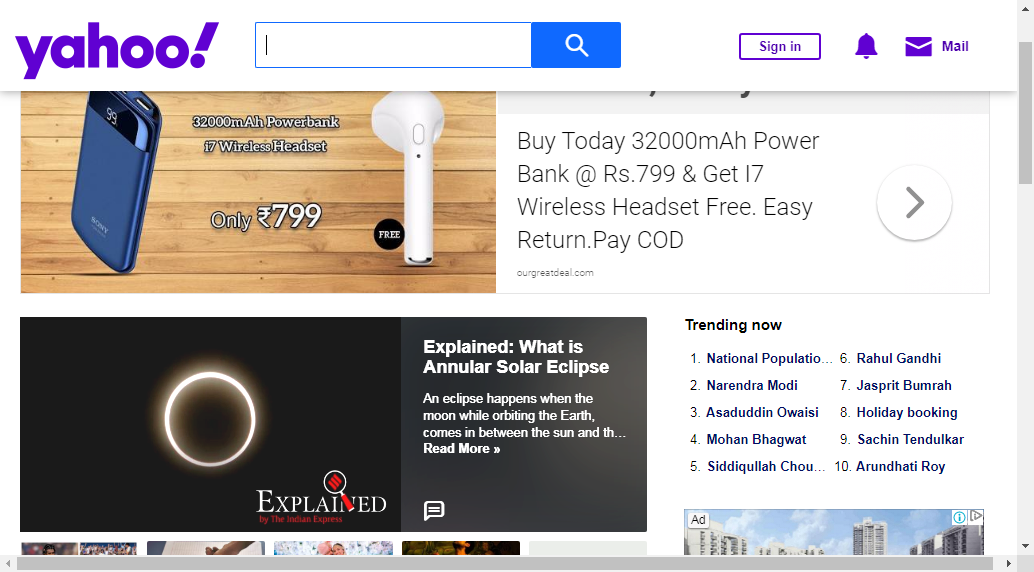 yahoo!
Sign in
Mail
99
32000mAh Powerbank
i7 Wireless Headset
Only ₹799
FREE
SONY
Buy Today 32000mAh Power
Bank @ Rs.799 & Get I7
Wireless Headset Free. Easy
Return.Pay COD
ourgreatdeal.com
Explained: What is
Annular Solar Eclipse
An eclipse happens when the
moon while orbiting the Earth,
comes in between the sun and th...
Read More »
EXPLAINED
by The Indian Express
Trending now
1. National Populatio...
2. Narendra Modi
3. Asaduddin Owaisi
4. Mohan Bhagwat
5. Siddiqullah Chou...
6. Rahul Gandhi
7. Jasprit Bumrah
8. Holiday booking
9. Sachin Tendulkar
10. Arundhati Roy
Ad